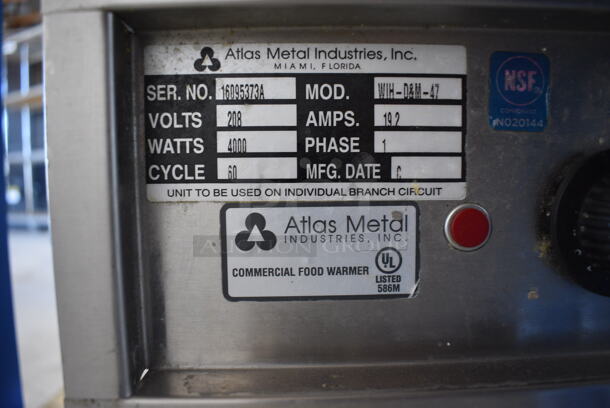 Atlas Metal Industries, Inc.
MIAMI, FLORIDA
SER. NO. 16095373A MOD. WIH-D&M-47
VOLTS 208 AMPS. 19.2
WATTS 4000 PHASE 1
CYCLE 60 MFG. DATE C
UNIT TO BE USED ON INDIVIDUAL BRANCH CIRCUIT
NSF
COMPONENT
N020144
Atlas Metal
INDUSTRIES, INC.
COMMERCIAL FOOD WARMER
UL
LISTED
586M